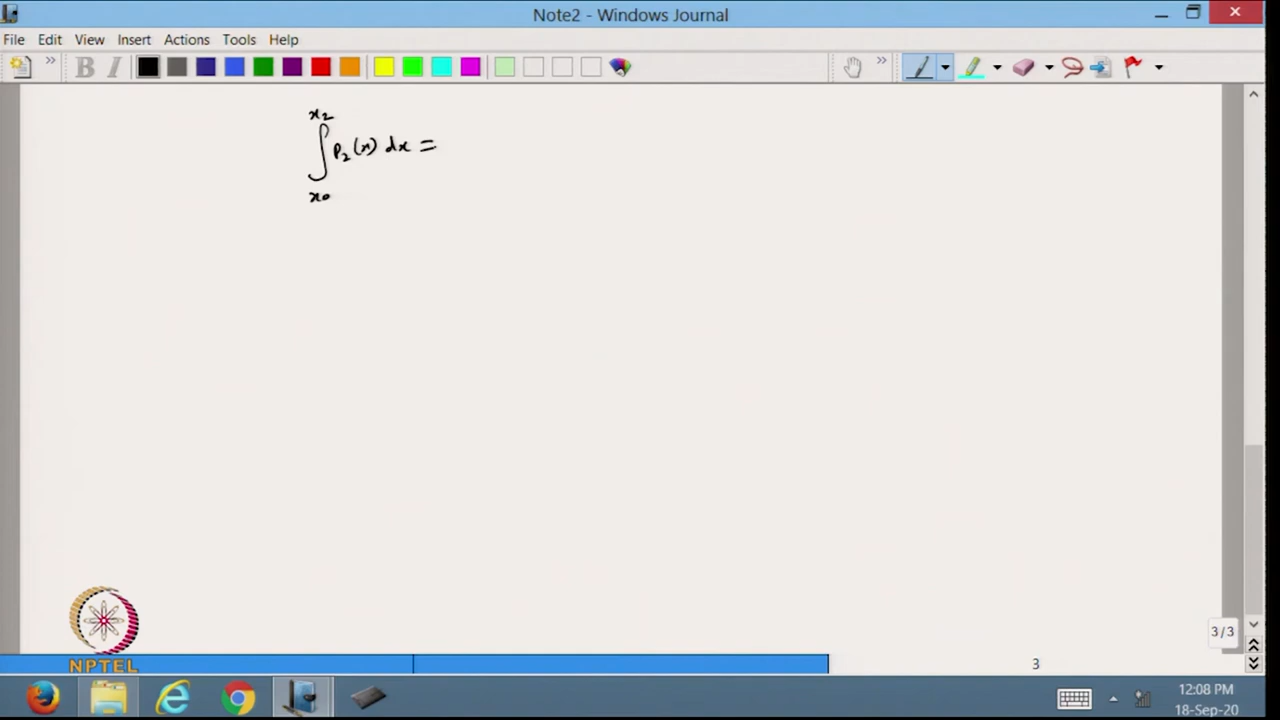 Note2 - Windows Journal
File Edit View Insert Actions Tools Help
B I
x₂
∫ P₂(x) dx =
x₀
3/3
NPTEL
3
12:08 PM
18-Sep-20